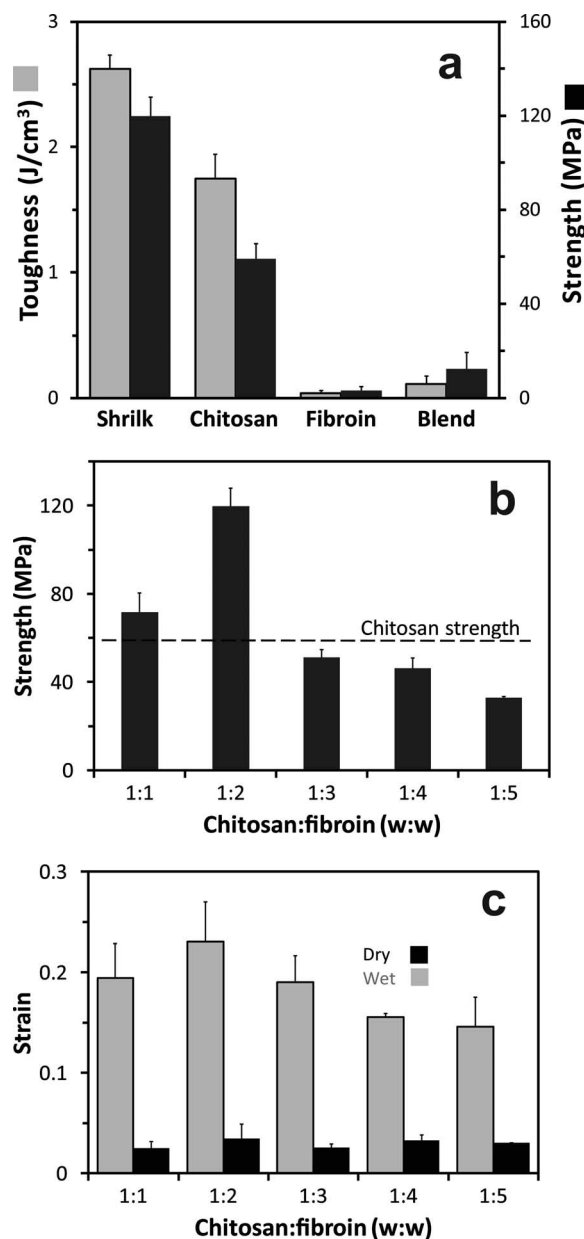 a
Toughness (J/cm³)
Strength (MPa)
3
2
1
0
160
120
80
40
0
Shrilk Chitosan Fibroin Blend
b
Strength (MPa)
120
80
40
0
Chitosan strength
1:1 1:2 1:3 1:4 1:5
Chitosan:fibroin (w:w)
c
Strain
0.3
0.2
0.1
0
Dry
Wet
1:1 1:2 1:3 1:4 1:5
Chitosan:fibroin (w:w)